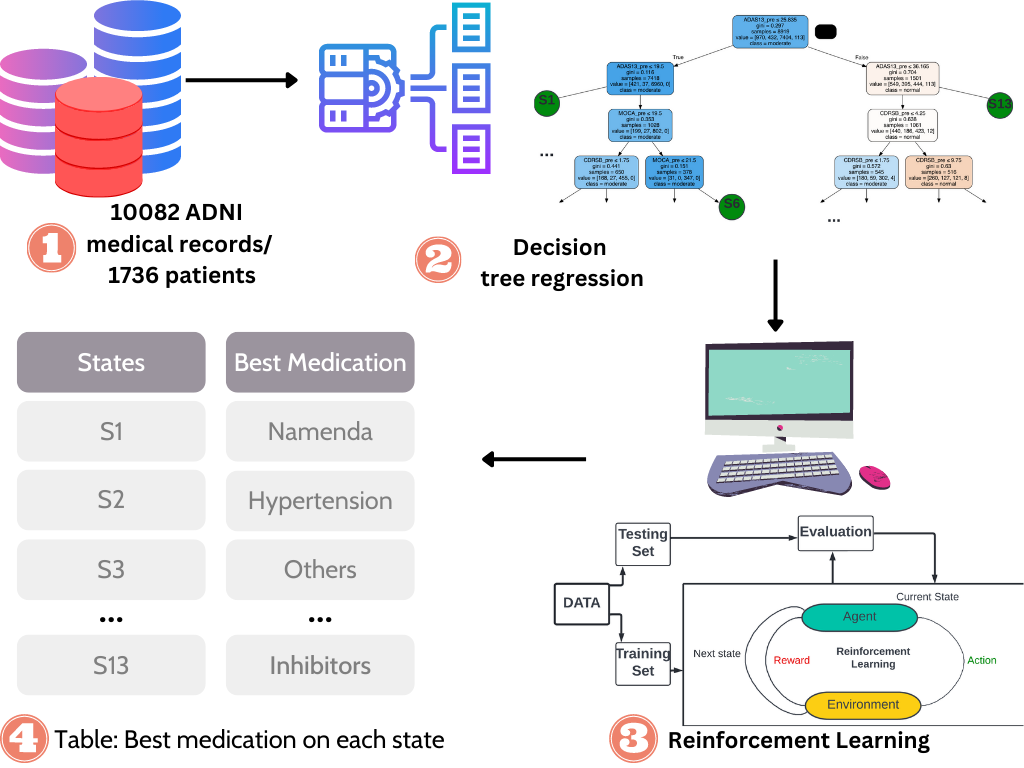 10082 ADNI
medical records/
1736 patients
1
ADAS13_pre ≤ 25.835
gini = 0.297
samples = 8919
value = [970, 432, 7404, 113]
class = moderate
True
False
ADAS13_pre ≤ 19.5
gini = 0.116
samples = 7418
value = [421, 37, 6960, 0]
class = moderate
ADAS13_pre ≤ 36.165
gini = 0.704
samples = 1501
value = [549, 395, 444, 113]
class = normal
S1
S13
MOCA_pre ≤ 19.5
gini = 0.353
samples = 1028
value = [199, 27, 802, 0]
class = moderate
CDRSB_pre ≤ 4.25
gini = 0.638
samples = 1061
value = [440, 186, 423, 12]
class = normal
...
CDRSB_pre ≤ 1.75
gini = 0.441
samples = 650
value = [168, 27, 455, 0]
class = moderate
MOCA_pre ≤ 21.5
gini = 0.151
samples = 378
value = [31, 0, 347, 0]
class = moderate
CDRSB_pre ≤ 1.75
gini = 0.572
samples = 545
value = [180, 59, 302, 4]
class = moderate
CDRSB_pre ≤ 9.75
gini = 0.63
samples = 516
value = [260, 127, 121, 8]
class = normal
S6
...
2
Decision
tree regression
States
Best Medication
S1
Namenda
S2
Hypertension
S3
Others
...
...
S13
Inhibitors
4
Table: Best medication on each state
DATA
Testing
Set
Training
Set
Evaluation
Current State
Agent
Next state
Reward
Reinforcement
Learning
Action
Environment
3
Reinforcement Learning